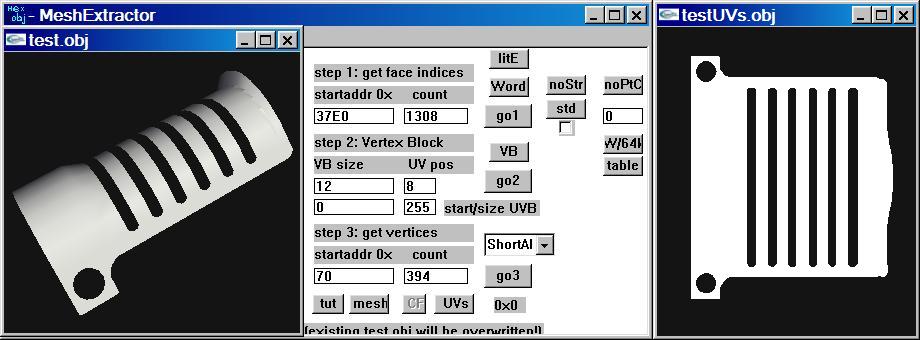 Hex
obj - MeshExtractor
test.obj
testUVs.obj
litE
step 1: get face indices
Word
noStr
noPtC
startaddr 0x count
std
37E0
1308
go1
0
step 2: Vertex Block
VB
W/64k
VB size UV pos
table
12
8
go2
0
255
start/size UVB
step 3: get vertices
ShortAl
startaddr 0x count
70
394
go3
tut
mesh
CF
UVs
0x0
(existing test.obj will be overwritten!)